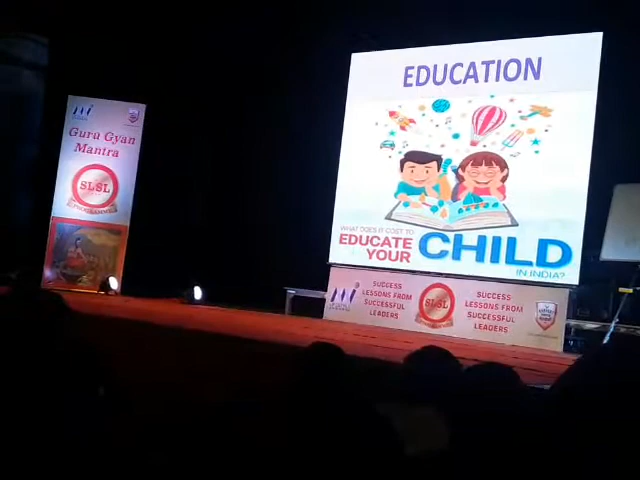 Guru Gyan
Mantra
SLSL
EDUCATION
WHAT DOES IT COST TO
EDUCATE
YOUR
CHILD
IN INDIA?
SUCCESS
LESSONS FROM
SUCCESSFUL
LEADERS
SLSL
SUCCESS
LESSONS FROM
SUCCESSFUL
LEADERS